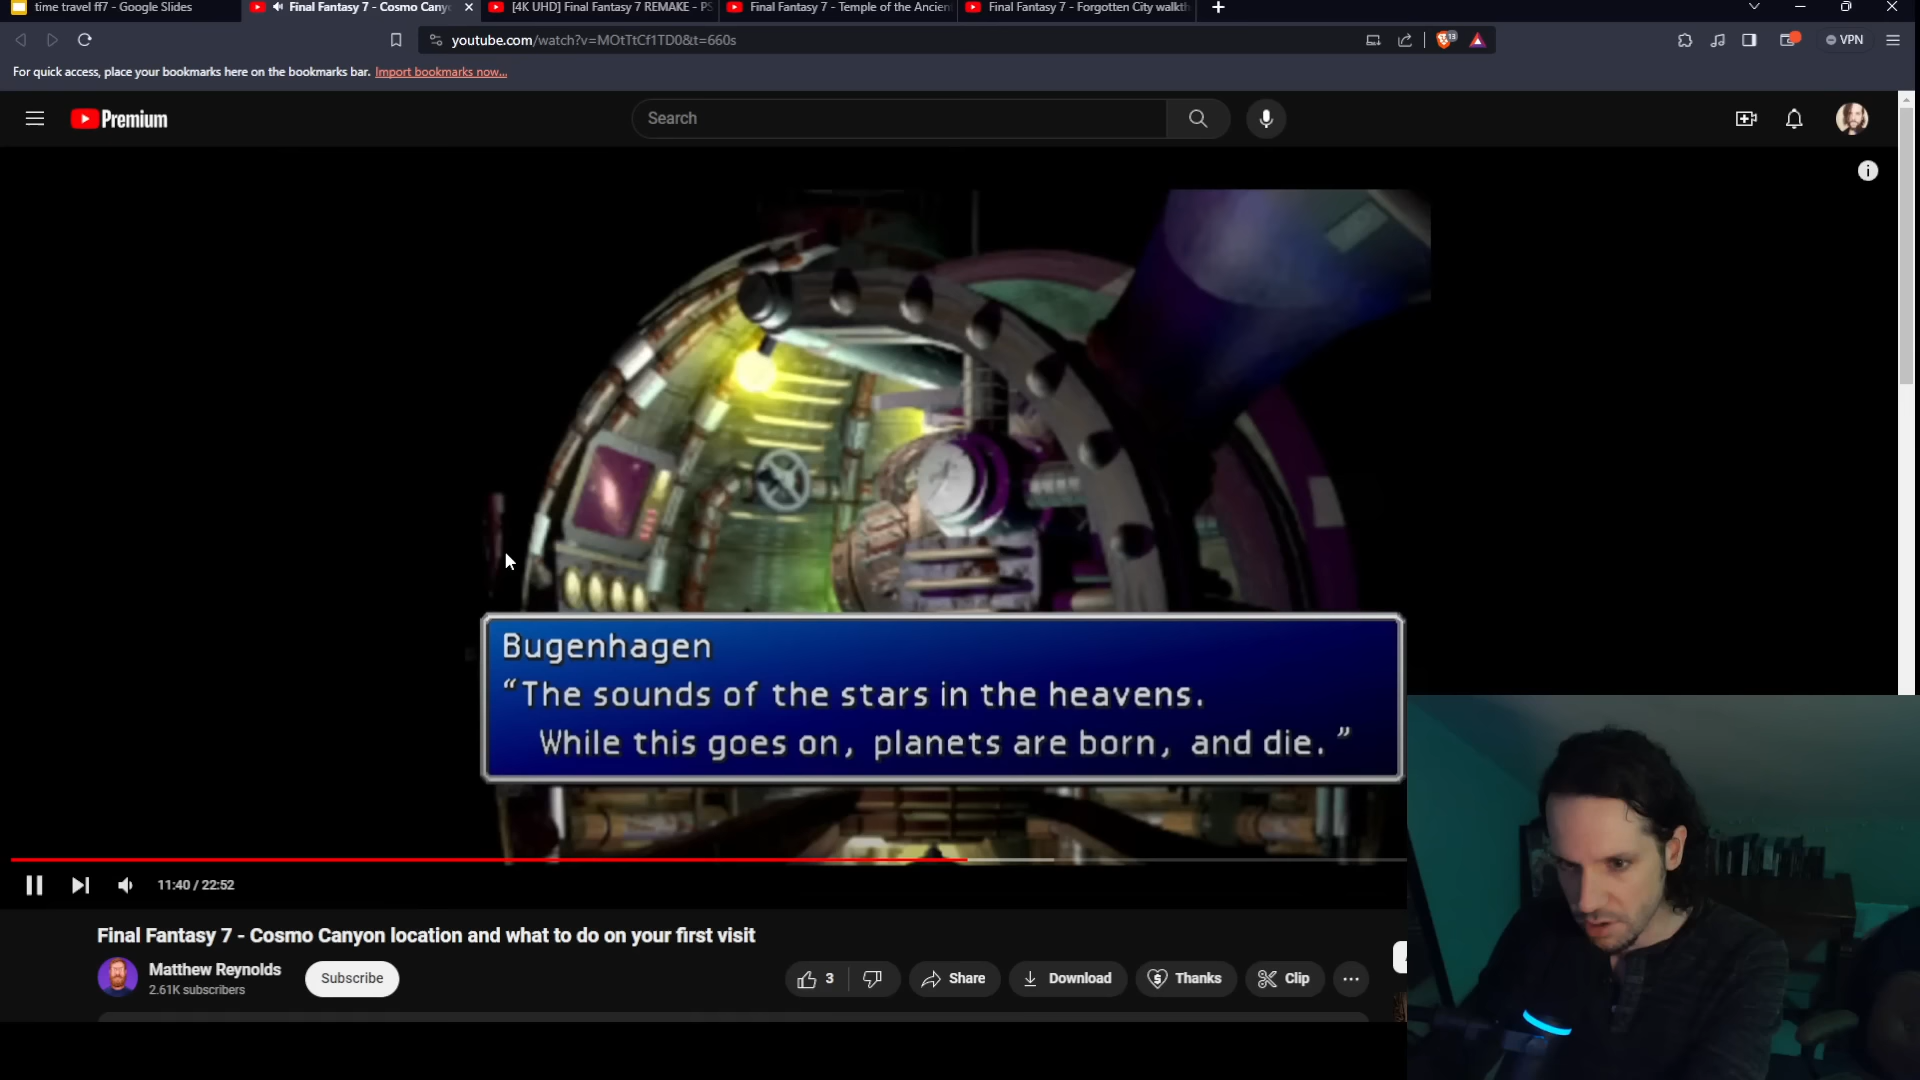 time travel ff7 - Google Slides
Final Fantasy 7 - Cosmo Cany
[4K UHD] Final Fantasy 7 REMAKE - PS
Final Fantasy 7 - Temple of the Ancien
Final Fantasy 7 - Forgotten City walkt
youtube.com/watch?v=MOtTtCf1TD0&t=660s
13
VPN
For quick access, place your bookmarks here on the bookmarks bar. Import bookmarks now...
Premium
Search
Bugenhagen
“The sounds of the stars in the heavens.
While this goes on, planets are born, and die.”
11:40 / 22:52
Final Fantasy 7 - Cosmo Canyon location and what to do on your first visit
Matthew Reynolds
2.61K subscribers
Subscribe
3
Share
Download
Thanks
Clip